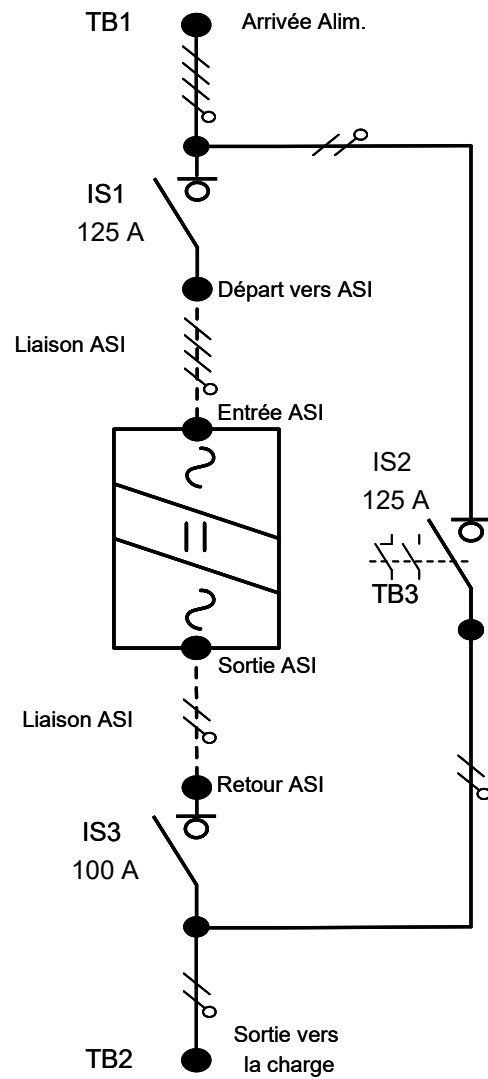 TB1
Arrivée Alim.
IS1
125 A
Départ vers ASI
Liaison ASI
Entrée ASI
IS2
125 A
TB3
Sortie ASI
Liaison ASI
Retour ASI
IS3
100 A
TB2
Sortie vers
la charge